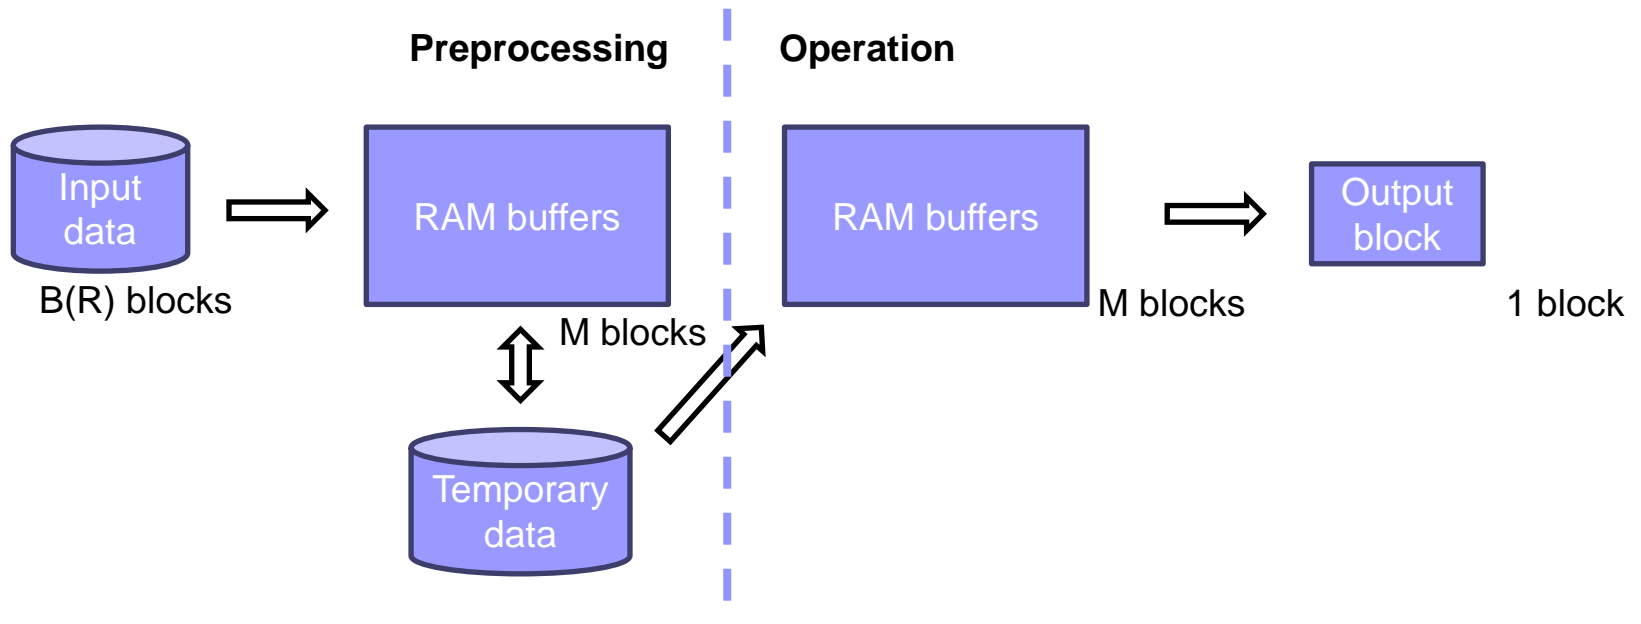 Preprocessing
Operation
Input
data
B(R) blocks
RAM buffers
M blocks
Temporary
data
RAM buffers
M blocks
Output
block
1 block